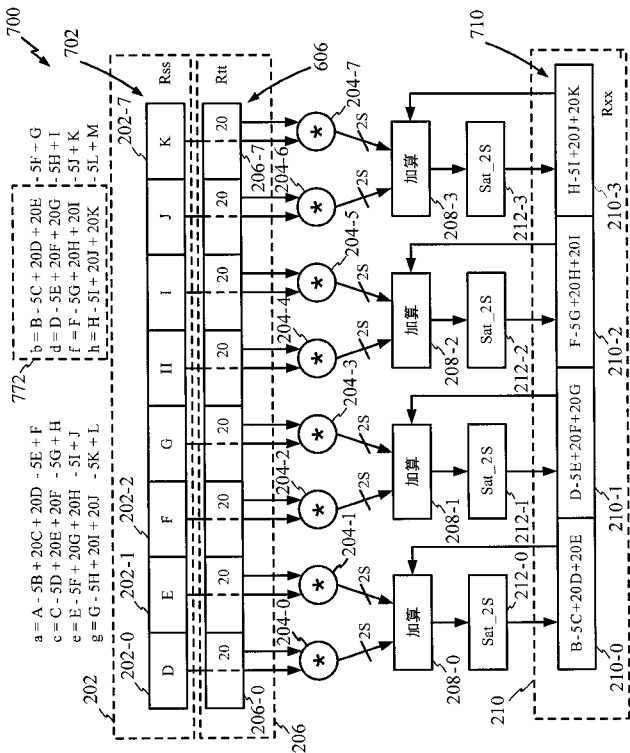 700
a = A - 5B + 20C + 20D - 5E + F
c = C - 5D + 20E + 20F - 5G + H
e = E - 5F + 20G + 20H - 5I + J
g = G - 5H + 20I + 20J - 5K + L
772
b = B - 5C + 20D + 20E - 5F + G
d = D - 5E + 20F + 20G - 5H + I
f = F - 5G + 20H + 20I - 5J + K
h = H - 5I + 20J + 20K - 5L + M
202-0 202-1 202-2 202-7 702
202
D E F G H I J K Rss
20 20 20 20 20 20 20 20 Rtt
206 206-0 206-7 606
204-0 204-1 204-2 204-3 204-4 204-5 204-6 204-7
* * * * * * * *
2S 2S 2S 2S 2S 2S 2S 2S
加算 加算 加算 加算
208-0 208-1 208-2 208-3
Sat_2S Sat_2S Sat_2S Sat_2S
212-0 212-1 212-2 212-3
710
B-5C+20D+20E D-5E+20F+20G F-5G+20H+20I H-5I+20J+20K
210 210-0 210-1 210-2 210-3 Rxx